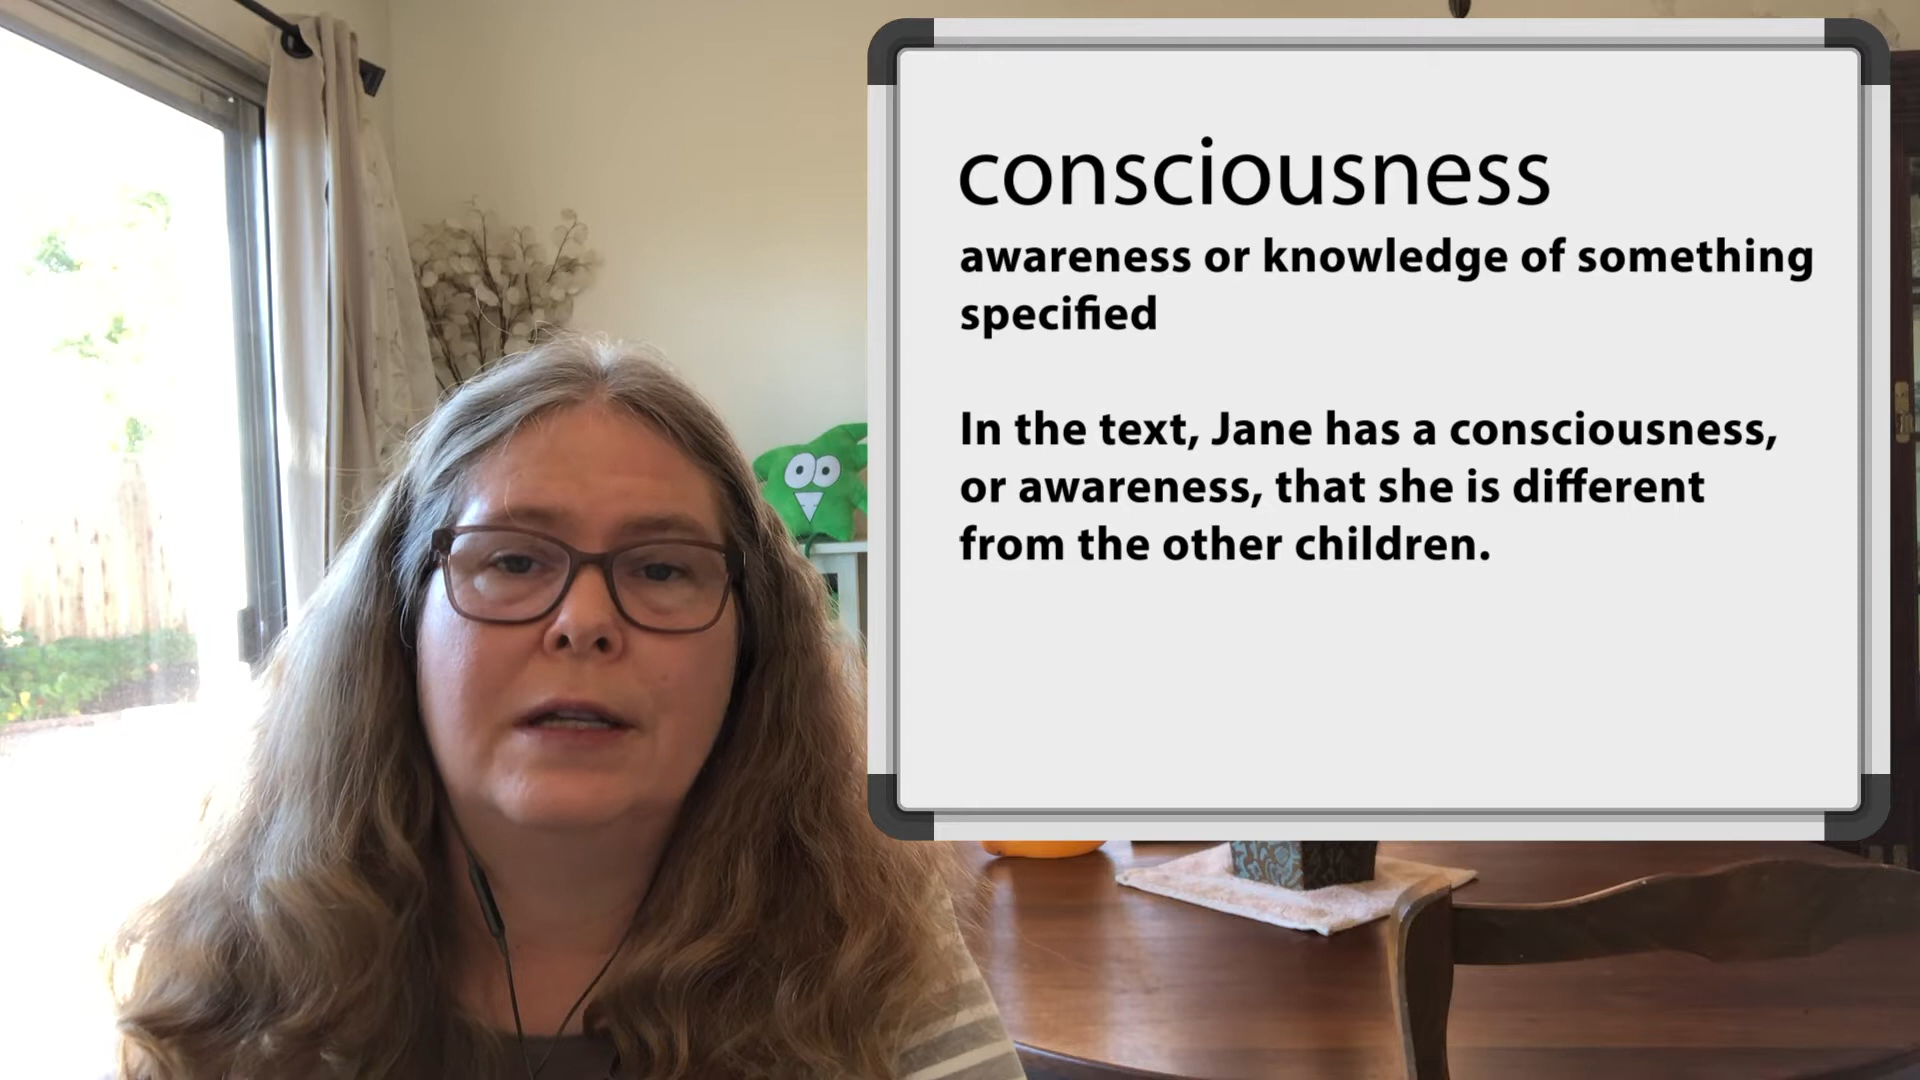 consciousness
awareness or knowledge of something
specified
In the text, Jane has a consciousness,
or awareness, that she is different
from the other children.